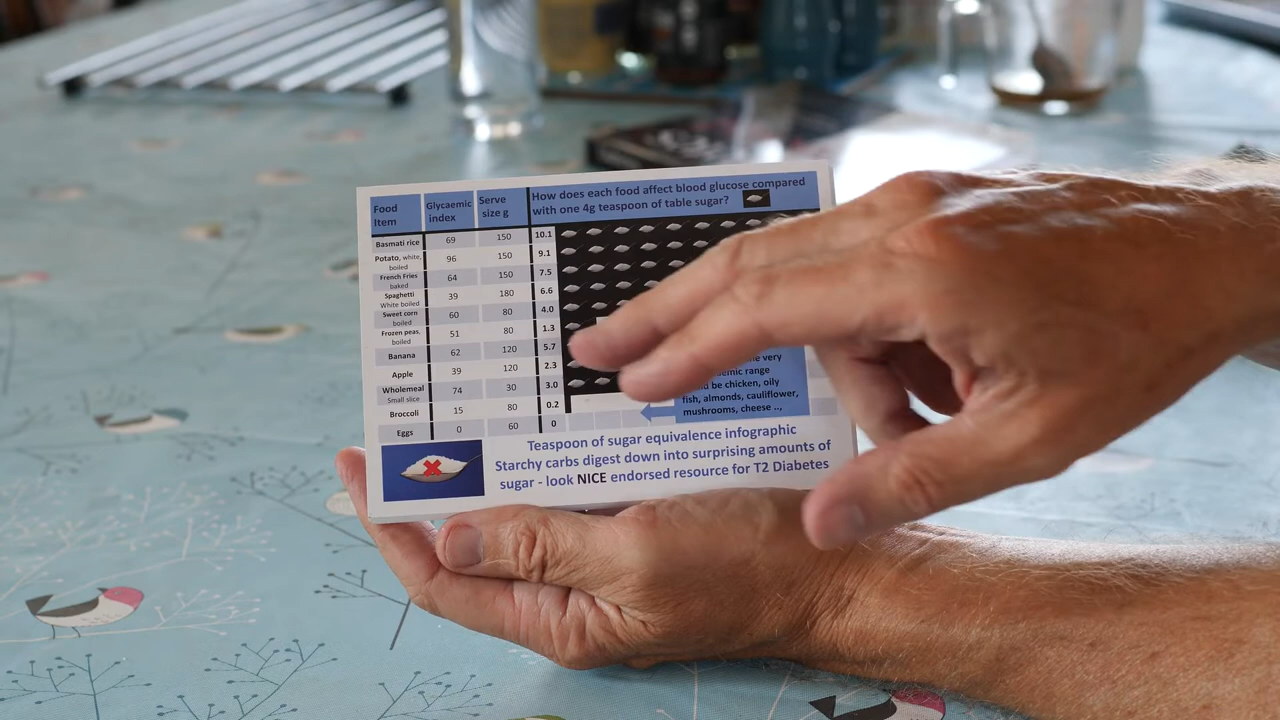 Food Item
Glycaemic index
Serve size g
How does each food affect blood glucose compared
with one 4g teaspoon of table sugar?
Basmati rice 69 150 10.1
Potato, white, boiled 96 150 9.1
French Fries baked 64 150 7.5
Spaghetti White boiled 39 180 6.6
Sweet corn boiled 60 80 4.0
Frozen peas, boiled 51 80 1.3
Banana 62 120 5.7
Apple 39 120 2.3
Wholemeal Small slice 74 30 3.0
Broccoli 15 80 0.2
Eggs 0 60 0
very
range
be chicken, oily
fish, almonds, cauliflower,
mushrooms, cheese ..,
Teaspoon of sugar equivalence infographic
Starchy carbs digest down into surprising amounts of
sugar - look NICE endorsed resource for T2 Diabetes